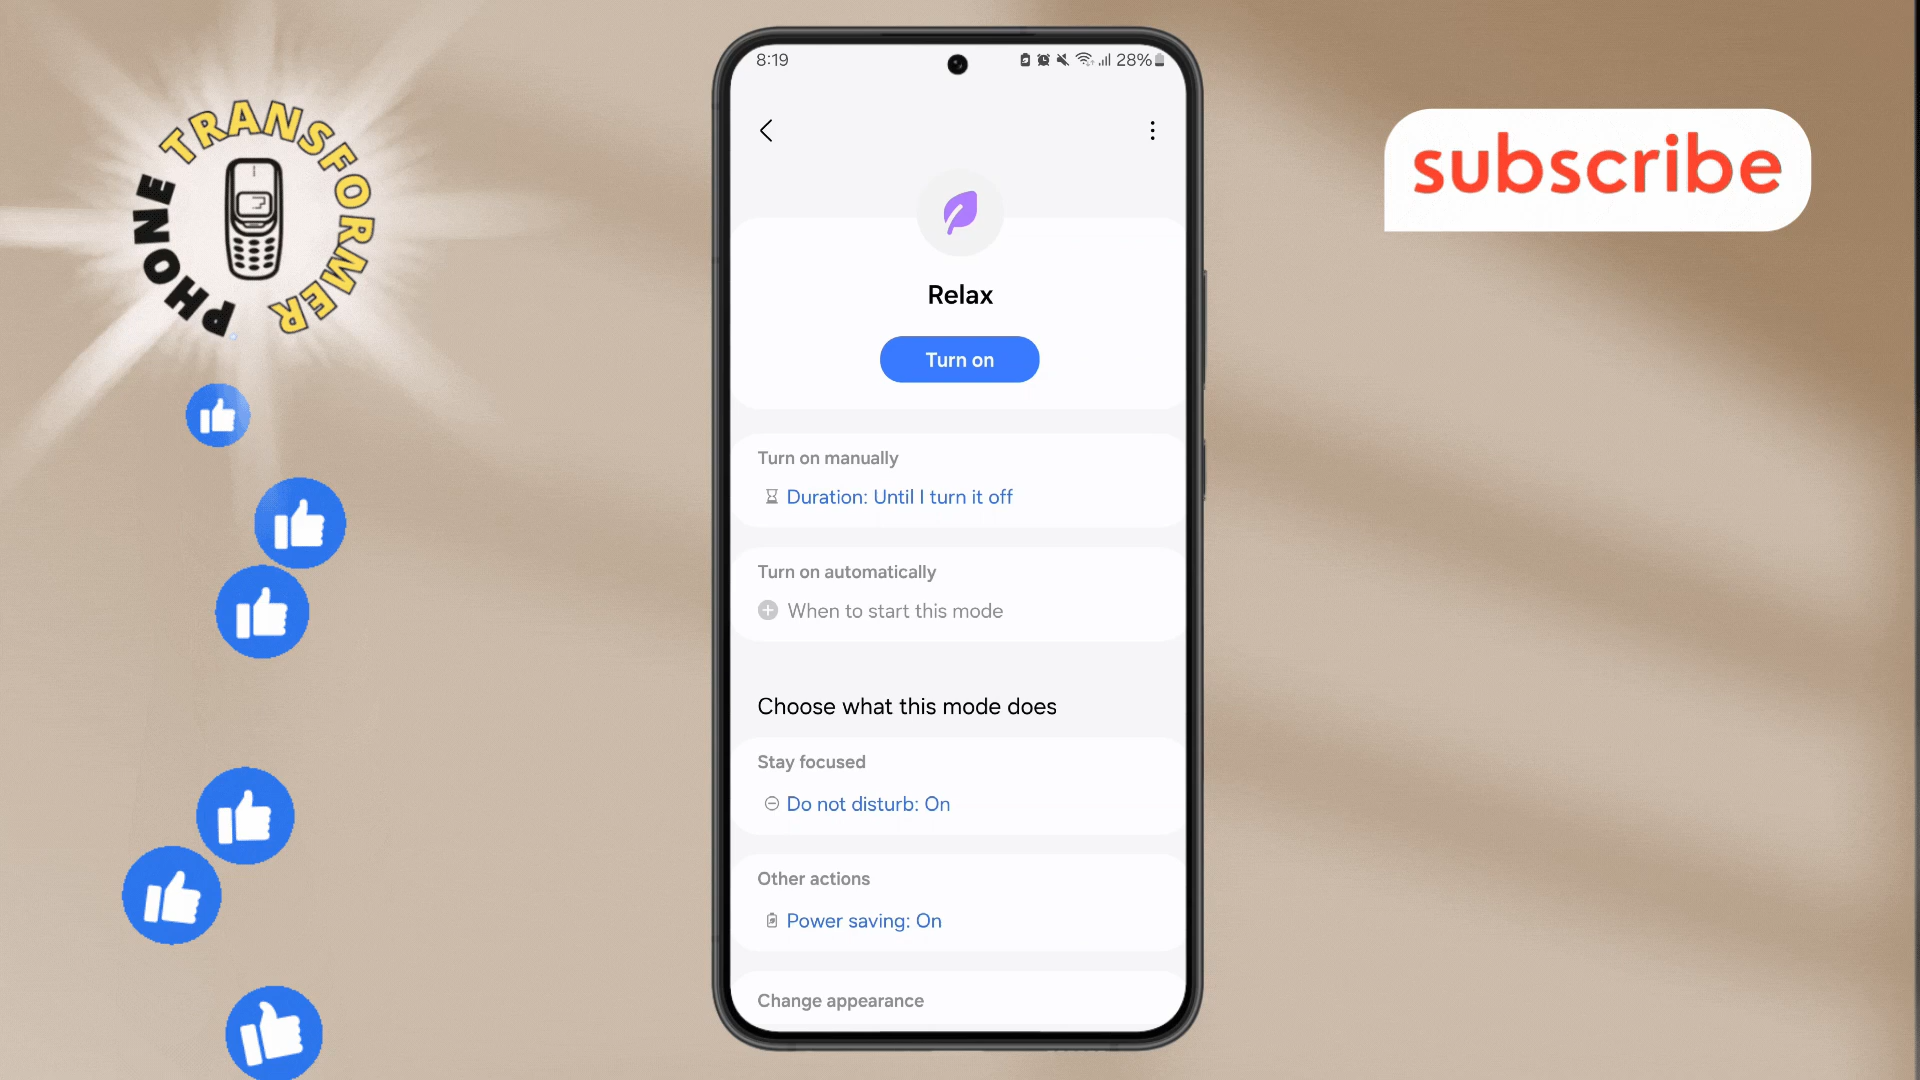 PHONE TRANSFORMER
subscribe
8:19
28%
Relax
Turn on
Turn on manually
Duration: Until I turn it off
Turn on automatically
When to start this mode
Choose what this mode does
Stay focused
Do not disturb: On
Other actions
Power saving: On
Change appearance